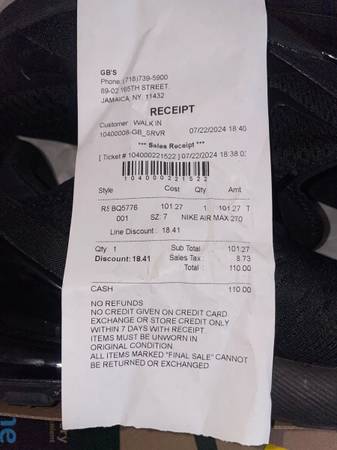 GB'S
Phone: (718)739-5900
89-02 165TH STREET
JAMAICA, NY, 11432
RECEIPT
Customer : WALK IN
10400008-GB_SRVR 07/22/2024 18:40
*** Sales Receipt ***
[ Ticket # 104000221522 ] 07/22/2024 18:38:03
104000221522
Style Cost Qty Amt
BQ5776 101.27 1 101.27
001 SZ: 7 NIKE AIR MAX 270
Line Discount : 18.41
Qty 1 Sub Total 101.27
Discount: 18.41 Sales Tax 8.73
Total 110.00
CASH 110.00
NO REFUNDS
NO CREDIT GIVEN ON CREDIT CARD
EXCHANGE OR STORE CREDIT ONLY
WITHIN 7 DAYS WITH RECEIPT
ITEMS MUST BE UNWORN IN
ORIGINAL CONDITION
ALL ITEMS MARKED "FINAL SALE" CANNOT
BE RETURNED OR EXCHANGED